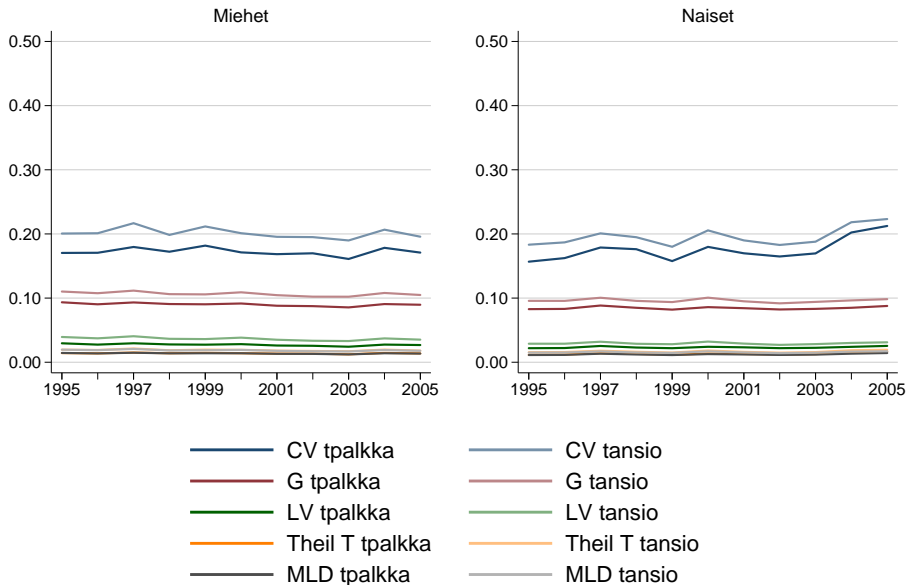 Miehet
0.50
0.40
0.30
0.20
0.10
0.00
1995 1997 1999 2001 2003 2005
Naiset
0.50
0.40
0.30
0.20
0.10
0.00
1995 1997 1999 2001 2003 2005
CV tpalkka CV tansio
G tpalkka G tansio
LV tpalkka LV tansio
Theil T tpalkka Theil T tansio
MLD tpalkka MLD tansio